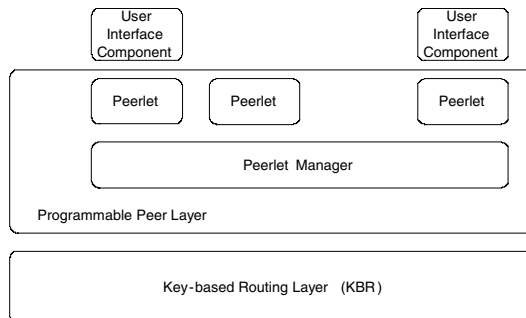 User
Interface
Component
User
Interface
Component
Peerlet
Peerlet
Peerlet
Peerlet Manager
Programmable Peer Layer
Key-based Routing Layer (KBR)